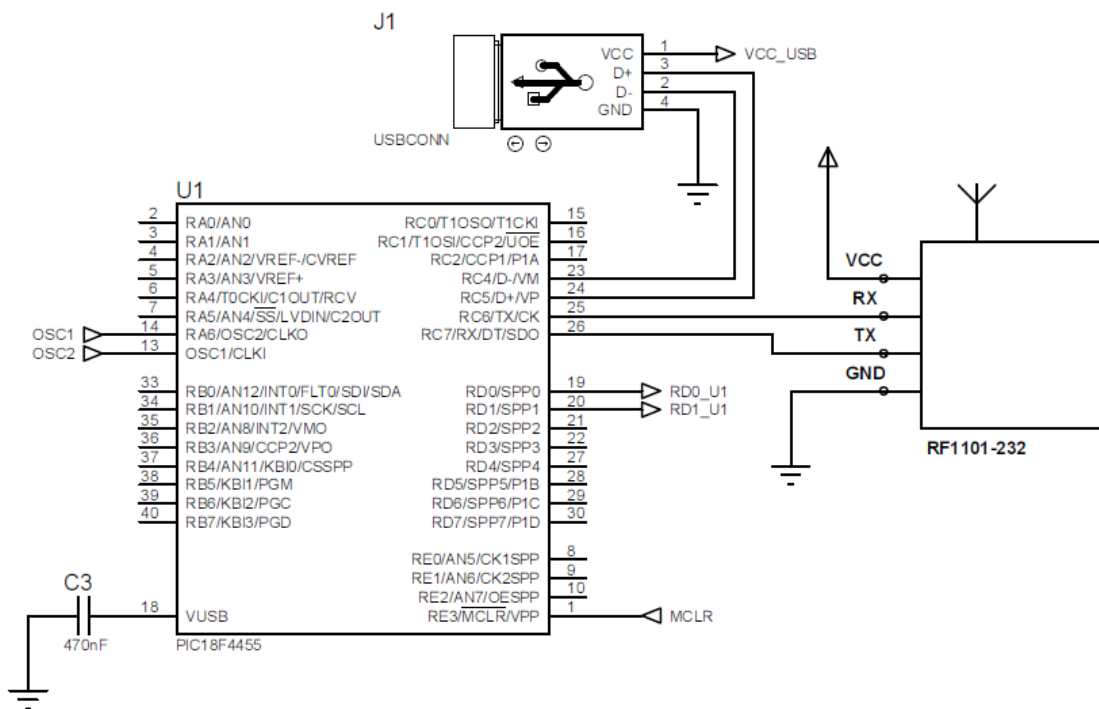 J1
VCC 1 VCC_USB
D+ 3
D- 2
GND 4
USBCONN
U1
2 RA0/AN0 RC0/T1OSO/T1CKI 15
3 RA1/AN1 RC1/T1OSI/CCP2/UOE 16
4 RA2/AN2/VREF-/CVREF RC2/CCP1/P1A 17
5 RA3/AN3/VREF+ RC4/D-/VM 23
6 RA4/T0CKI/C1OUT/RCV RC5/D+/VP 24
7 RA5/AN4/SS/LVDIN/C2OUT RC6/TX/CK 25
OSC1 14 RA6/OSC2/CLKO RC7/RX/DT/SDO 26
OSC2 13 OSC1/CLKI
VCC
RX
TX
GND
RF1101-232
33 RB0/AN12/INT0/FLT0/SDI/SDA RD0/SPP0 19 RD0_U1
34 RB1/AN10/INT1/SCK/SCL RD1/SPP1 20 RD1_U1
35 RB2/AN8/INT2/VMO RD2/SPP2 21
36 RB3/AN9/CCP2/VPO RD3/SPP3 22
37 RB4/AN11/KBI0/CSSPP RD4/SPP4 27
38 RB5/KBI1/PGM RD5/SPP5/P1B 28
39 RB6/KBI2/PGC RD6/SPP6/P1C 29
40 RB7/KBI3/PGD RD7/SPP7/P1D 30
RE0/AN5/CK1SPP 8
RE1/AN6/CK2SPP 9
RE2/AN7/OESPP 10
C3
18 VUSB RE3/MCLR/VPP 1 MCLR
470nF
PIC18F4455